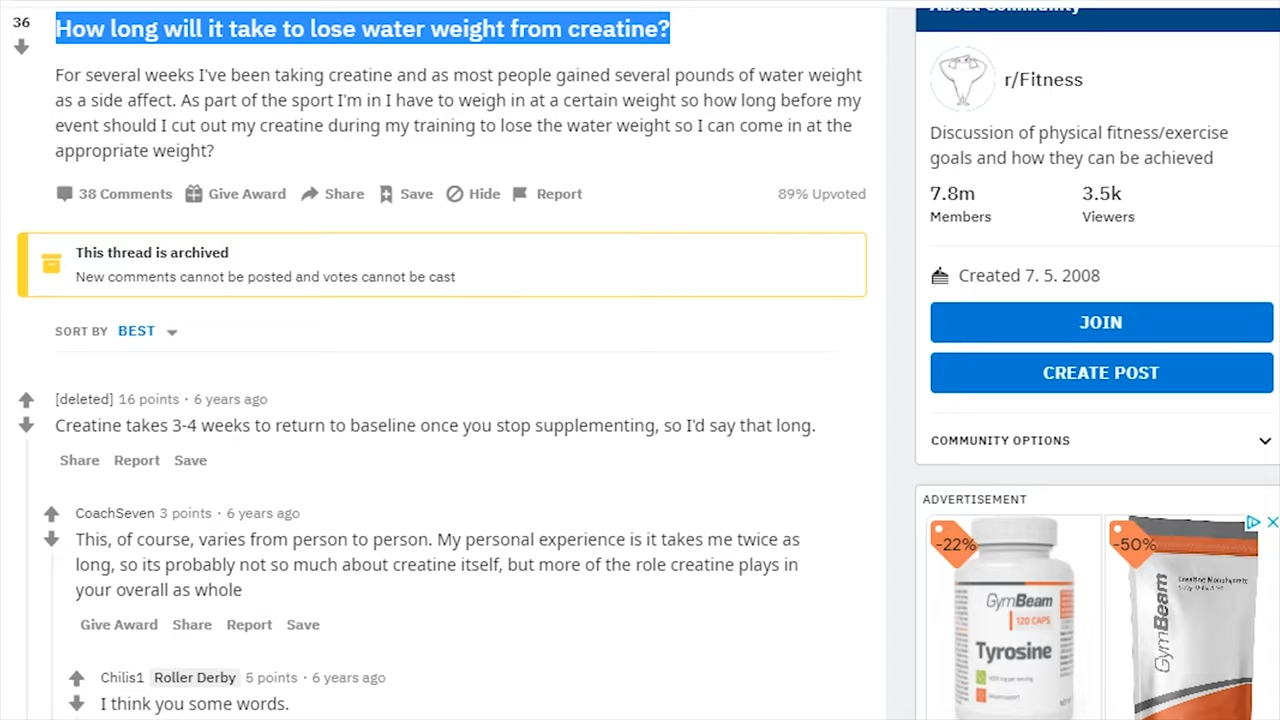 About Community
36
How long will it take to lose water weight from creatine?
For several weeks I've been taking creatine and as most people gained several pounds of water weight
as a side affect. As part of the sport I'm in I have to weigh in at a certain weight so how long before my
event should I cut out my creatine during my training to lose the water weight so I can come in at the
appropriate weight?
38 Comments Give Award Share Save Hide Report 89% Upvoted
This thread is archived
New comments cannot be posted and votes cannot be cast
SORT BY BEST
[deleted] 16 points · 6 years ago
Creatine takes 3-4 weeks to return to baseline once you stop supplementing, so I'd say that long.
Share Report Save
CoachSeven 3 points · 6 years ago
This, of course, varies from person to person. My personal experience is it takes me twice as
long, so its probably not so much about creatine itself, but more of the role creatine plays in
your overall as whole
Give Award Share Report Save
Chilis1 Roller Derby 5 points · 6 years ago
I think you some words.
r/Fitness
Discussion of physical fitness/exercise
goals and how they can be achieved
7.8m 3.5k
Members Viewers
Created 7. 5. 2008
JOIN
CREATE POST
COMMUNITY OPTIONS
ADVERTISEMENT
-22%
GymBeam
120 CAPS
Tyrosine
-50%
Creatine Monohydrate
GymBeam